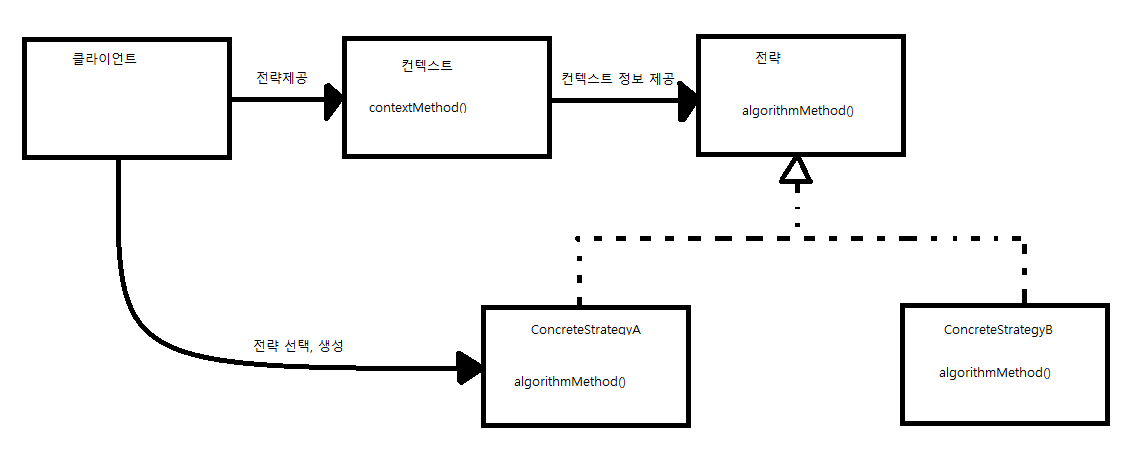 클라이언트
전략제공
컨텍스트
contextMethod()
컨텍스트 정보 제공
전략
algorithmMethod()
전략 선택, 생성
ConcreteStrategyA
algorithmMethod()
ConcreteStrategyB
algorithmMethod()